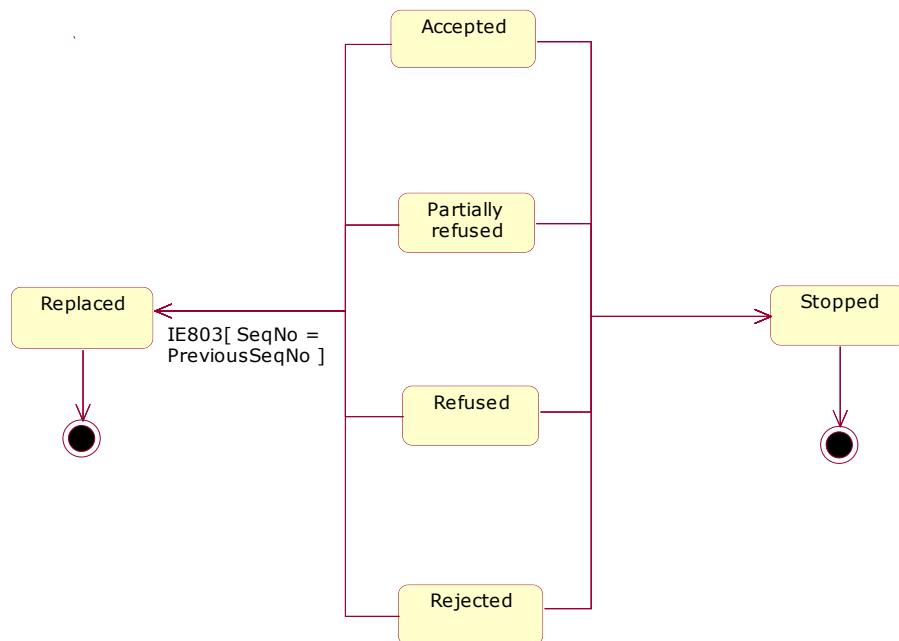 Accepted
Partially
refused
Replaced
Stopped
IE803[ SeqNo =
PreviousSeqNo ]
Refused
Rejected